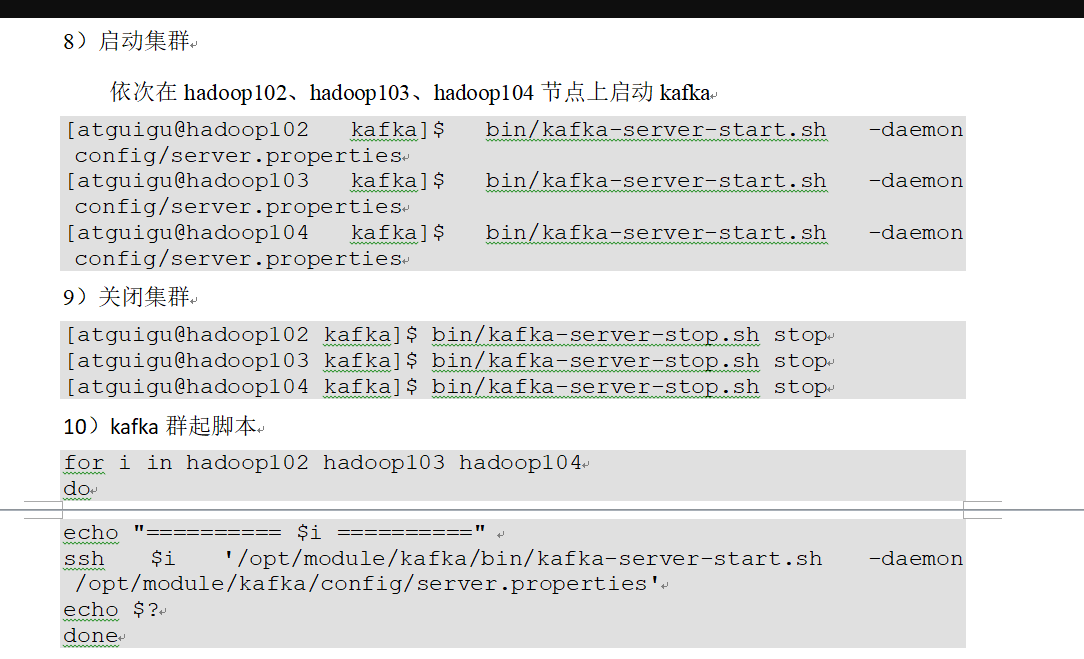 8）启动集群
依次在 hadoop102、hadoop103、hadoop104 节点上启动 kafka
[atguigu@hadoop102 kafka]$ bin/kafka-server-start.sh -daemon
config/server.properties
[atguigu@hadoop103 kafka]$ bin/kafka-server-start.sh -daemon
config/server.properties
[atguigu@hadoop104 kafka]$ bin/kafka-server-start.sh -daemon
config/server.properties
9）关闭集群
[atguigu@hadoop102 kafka]$ bin/kafka-server-stop.sh stop
[atguigu@hadoop103 kafka]$ bin/kafka-server-stop.sh stop
[atguigu@hadoop104 kafka]$ bin/kafka-server-stop.sh stop
10）kafka 群起脚本
for i in hadoop102 hadoop103 hadoop104
do
echo "========== $i =========="
ssh $i '/opt/module/kafka/bin/kafka-server-start.sh -daemon
/opt/module/kafka/config/server.properties'
echo $?
done